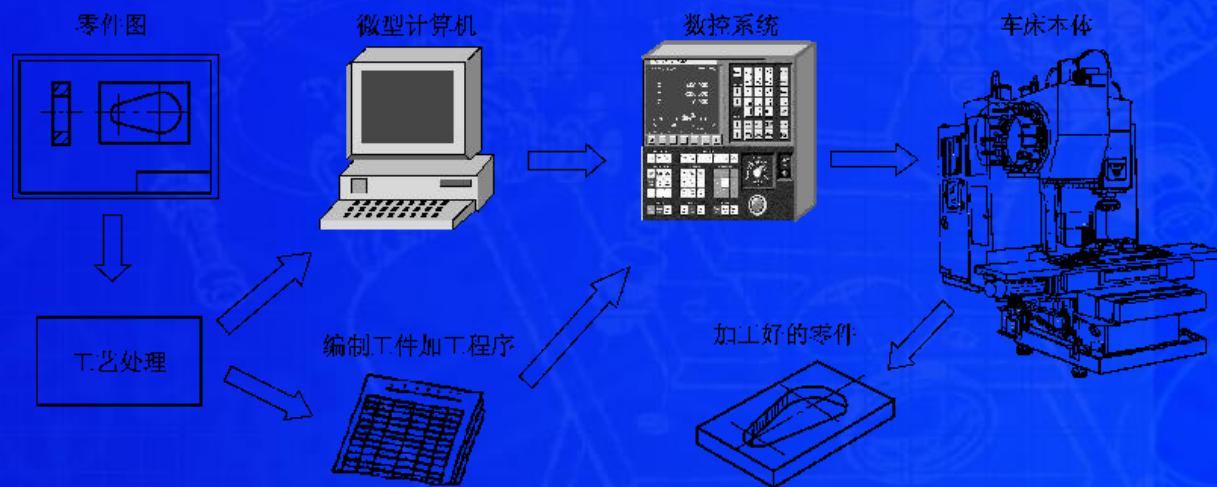 零件图
微型计算机
数控系统
车床本体
工艺处理
编制工件加工程序
加工好的零件